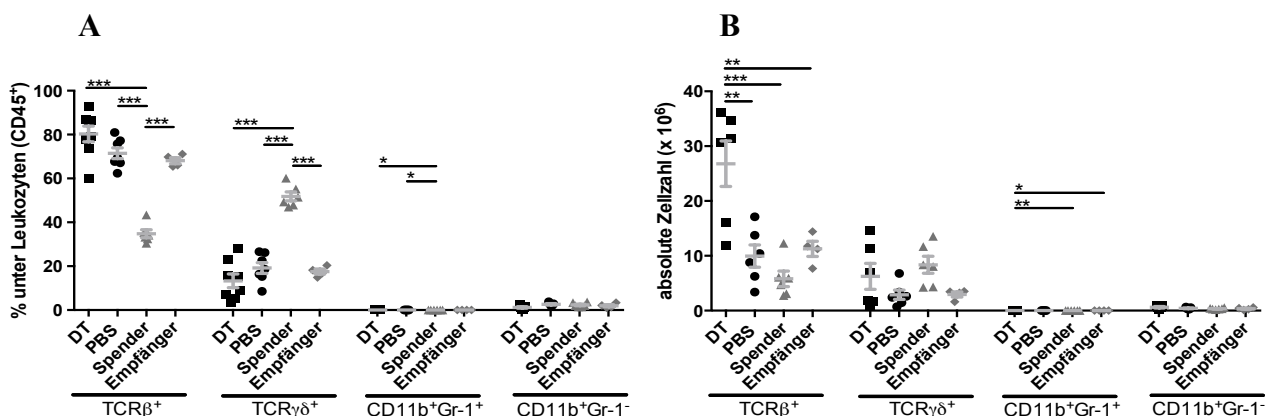 A
% unter Leukozyten (CD45⁺)
100
80
60
40
20
0
***
***
***
***
***
***
*
*
DT
PBS
Spender
Empfänger
DT
PBS
Spender
Empfänger
DT
PBS
Spender
Empfänger
DT
PBS
Spender
Empfänger
TCRβ⁺
TCRγδ⁺
CD11b⁺Gr-1⁺
CD11b⁺Gr-1⁻
B
absolute Zellzahl (x 10⁶)
40
30
20
10
0
**
***
**
*
**
DT
PBS
Spender
Empfänger
DT
PBS
Spender
Empfänger
DT
PBS
Spender
Empfänger
DT
PBS
Spender
Empfänger
TCRβ⁺
TCRγδ⁺
CD11b⁺Gr-1⁺
CD11b⁺Gr-1⁻